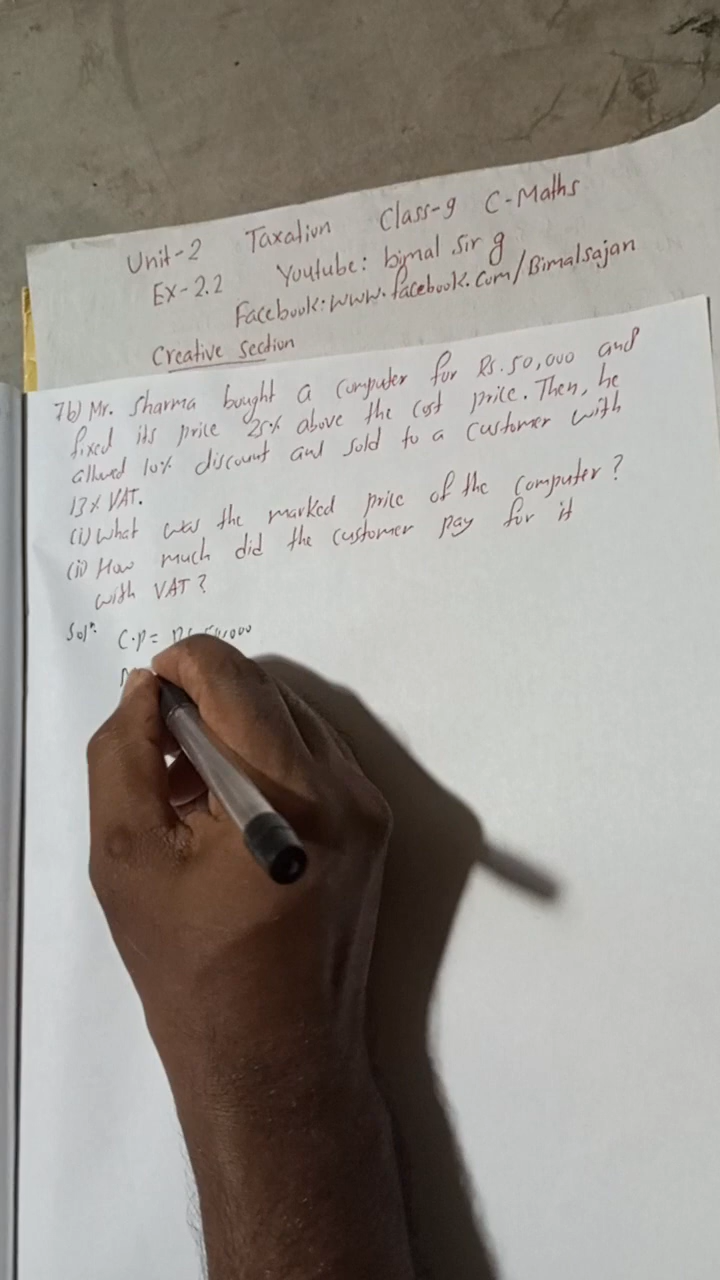 Unit-2 Taxation Class-9 C-Maths
Ex-2.2 Youtube: bimal sir g
Facebook: www.facebook.com/Bimalsajan
Creative section
7b) Mr. Sharma bought a computer for Rs. 50,000 and
fixed its price 25% above the cost price. Then, he
allowed 10% discount and sold to a customer with
13% VAT.
(i) What was the marked price of the computer?
(ii) How much did the customer pay for it
with VAT?
Solⁿ: C.P =